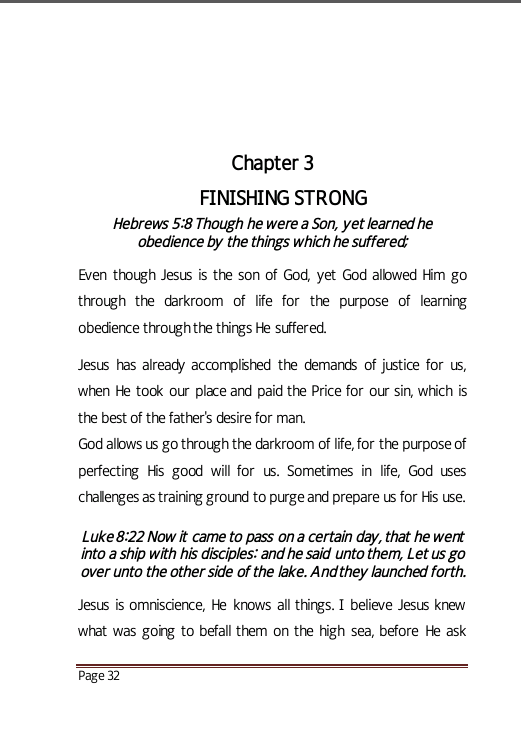 Chapter 3
FINISHING STRONG
Hebrews 5:8 Though he were a Son, yet learned he
obedience by the things which he suffered;
Even though Jesus is the son of God, yet God allowed Him go
through the darkroom of life for the purpose of learning
obedience through the things He suffered.
Jesus has already accomplished the demands of justice for us,
when He took our place and paid the Price for our sin, which is
the best of the father's desire for man.
God allows us go through the darkroom of life, for the purpose of
perfecting His good will for us. Sometimes in life, God uses
challenges as training ground to purge and prepare us for His use.
Luke 8:22 Now it came to pass on a certain day, that he went
into a ship with his disciples: and he said unto them, Let us go
over unto the other side of the lake. And they launched forth.
Jesus is omniscience, He knows all things. I believe Jesus knew
what was going to befall them on the high sea, before He ask
Page 32